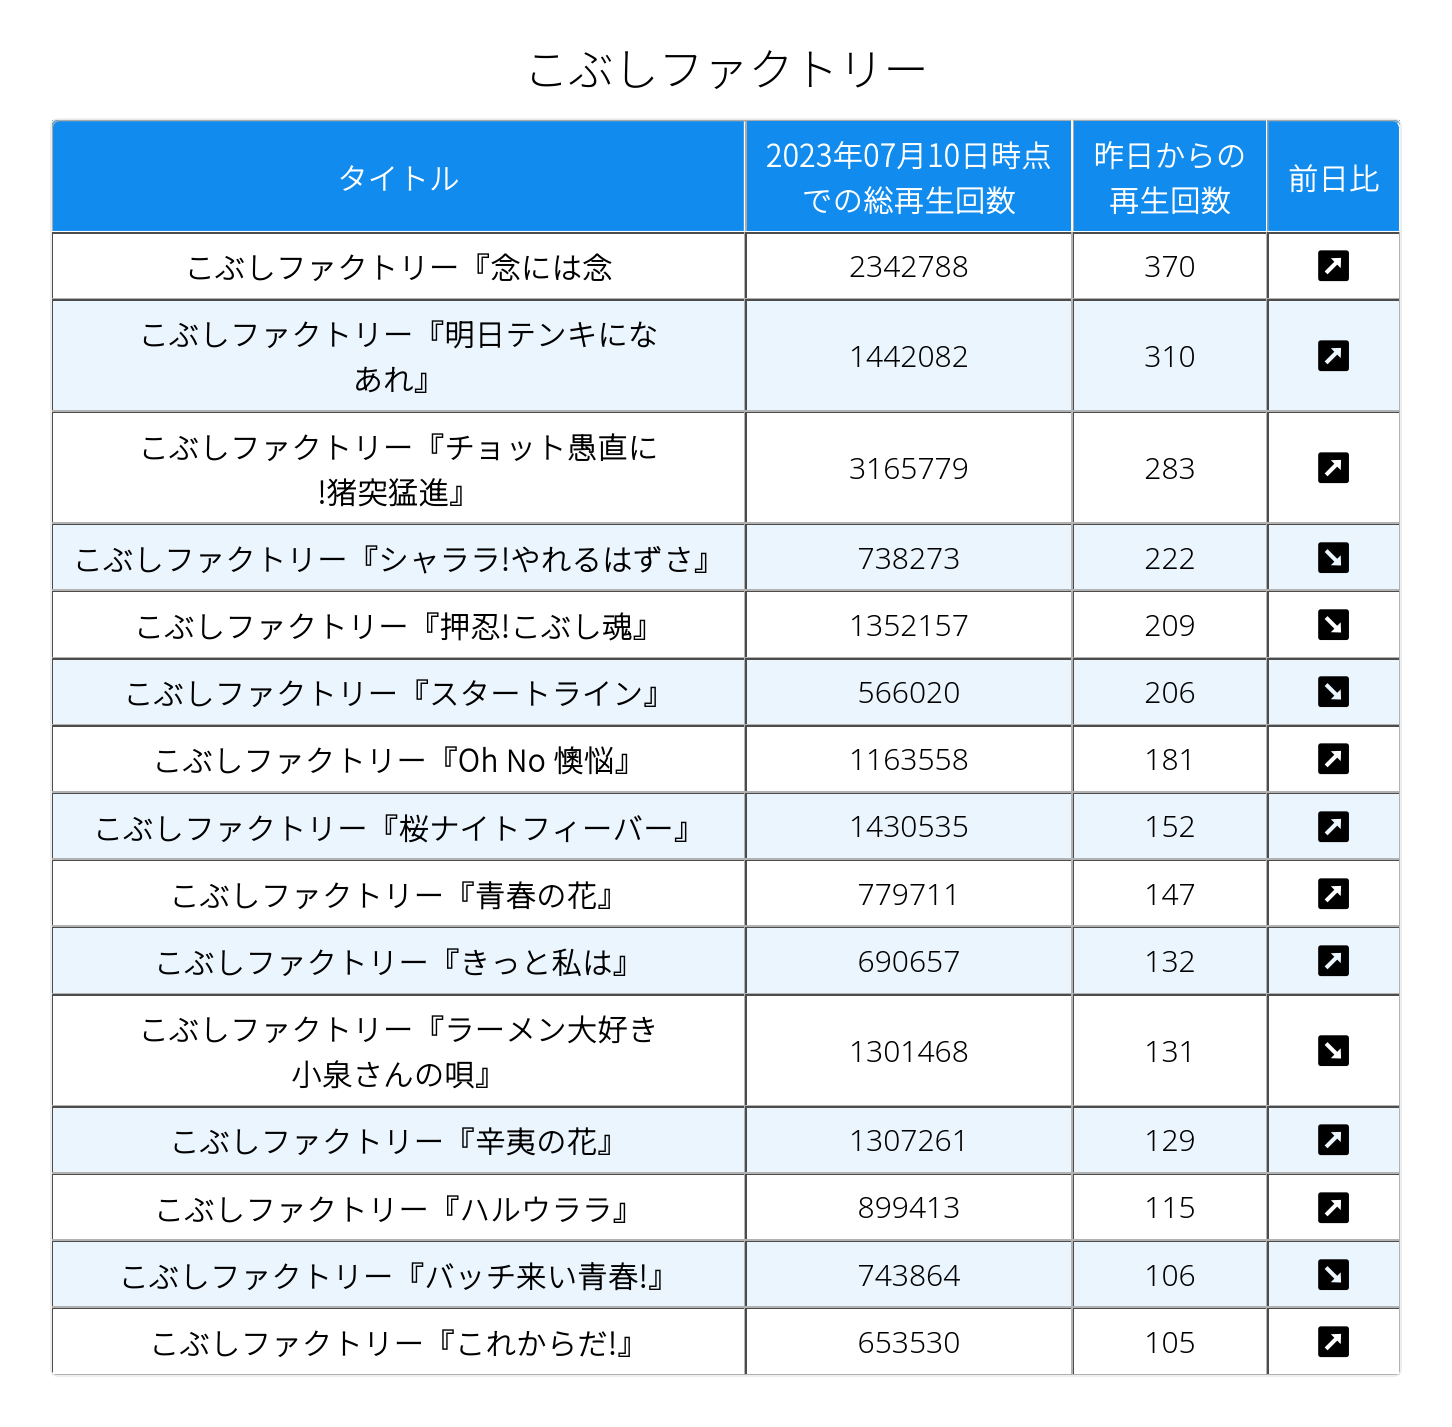 こぶしファクトリー
タイトル
2023年07月10日時点
での総再生回数
昨日からの
再生回数
前日比
こぶしファクトリー『念には念
2342788
370
こぶしファクトリー『明日テンキにな
あれ』
1442082
310
こぶしファクトリー『チョット愚直に
!猪突猛進』
3165779
283
こぶしファクトリー『シャララ!やれるはずさ』
738273
222
こぶしファクトリー『押忍!こぶし魂』
1352157
209
こぶしファクトリー『スタートライン』
566020
206
こぶしファクトリー『Oh No 懊悩』
1163558
181
こぶしファクトリー『桜ナイトフィーバー』
1430535
152
こぶしファクトリー『青春の花』
779711
147
こぶしファクトリー『きっと私は』
690657
132
こぶしファクトリー『ラーメン大好き
小泉さんの唄』
1301468
131
こぶしファクトリー『辛夷の花』
1307261
129
こぶしファクトリー『ハルウララ』
899413
115
こぶしファクトリー『バッチ来い青春!』
743864
106
こぶしファクトリー『これからだ!』
653530
105